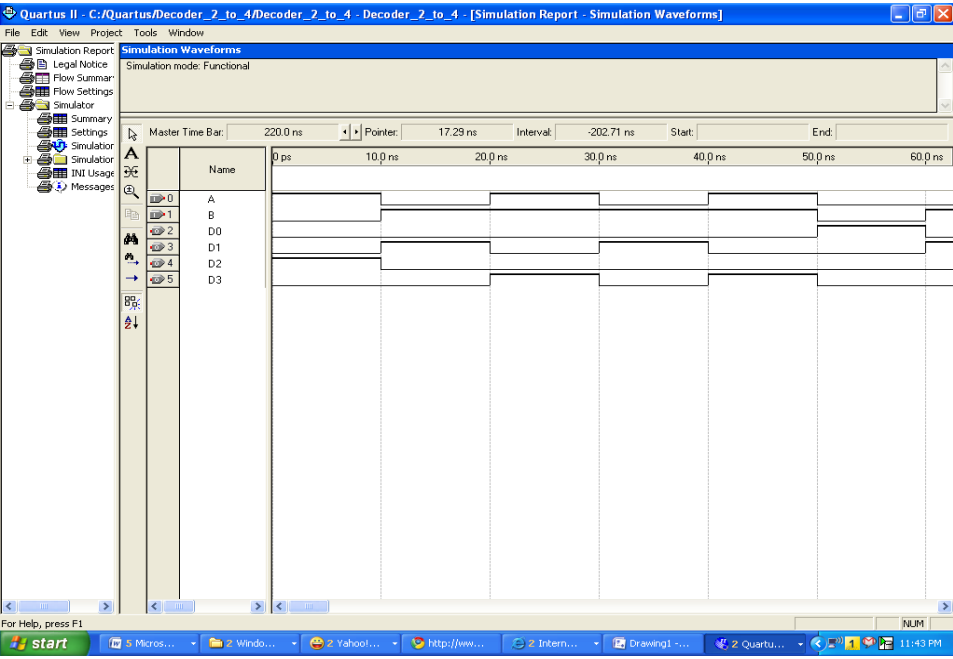 Quartus II - C:/Quartus/Decoder_2_to_4/Decoder_2_to_4 - Decoder_2_to_4 - [Simulation Report - Simulation Waveforms]
File Edit View Project Tools Window
Simulation Report
Legal Notice
Flow Summar
Flow Settings
Simulator
Summary
Settings
Simulation
Simulation
INI Usage
Messages
Simulation Waveforms
Simulation mode: Functional
Master Time Bar: 220.0 ns Pointer: 17.29 ns Interval: -202.71 ns Start: End:
Name
0 ps 10.0 ns 20.0 ns 30.0 ns 40.0 ns 50.0 ns 60.0 ns
0 A
1 B
2 D0
3 D1
4 D2
5 D3
For Help, press F1
NUM
start 5 Micros... 2 Windo... 2 Yahoo!... http://ww... 2 Intern... Drawing1 -... 2 Quartu... 1 11:43 PM